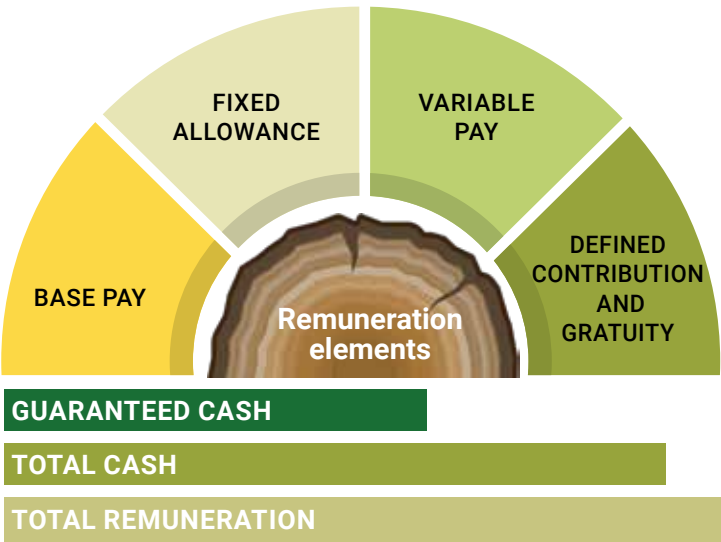 FIXED
ALLOWANCE
VARIABLE
PAY
BASE PAY
DEFINED
CONTRIBUTION
AND
GRATUITY
Remuneration
elements
GUARANTEED CASH
TOTAL CASH
TOTAL REMUNERATION